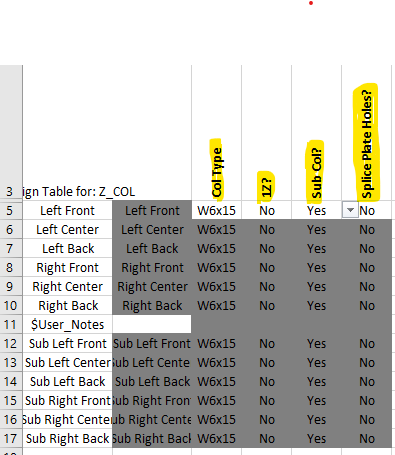 Col Type
1Z?
Sub Col?
Splice Plate Holes?
3 ign Table for: Z_COL
5 Left Front Left Front W6x15 No Yes No
6 Left Center Left Center W6x15 No Yes No
7 Left Back Left Back W6x15 No Yes No
8 Right Front Right Front W6x15 No Yes No
9 Right Center Right Center W6x15 No Yes No
10 Right Back Right Back W6x15 No Yes No
11 $User_Notes
12 Sub Left Front Sub Left Front W6x15 No Yes No
13 Sub Left Center Sub Left Cente W6x15 No Yes No
14 Sub Left Back Sub Left Back W6x15 No Yes No
15 Sub Right Front Sub Right Fron W6x15 No Yes No
16 Sub Right Center Sub Right Cente W6x15 No Yes No
17 Sub Right Back Sub Right Back W6x15 No Yes No